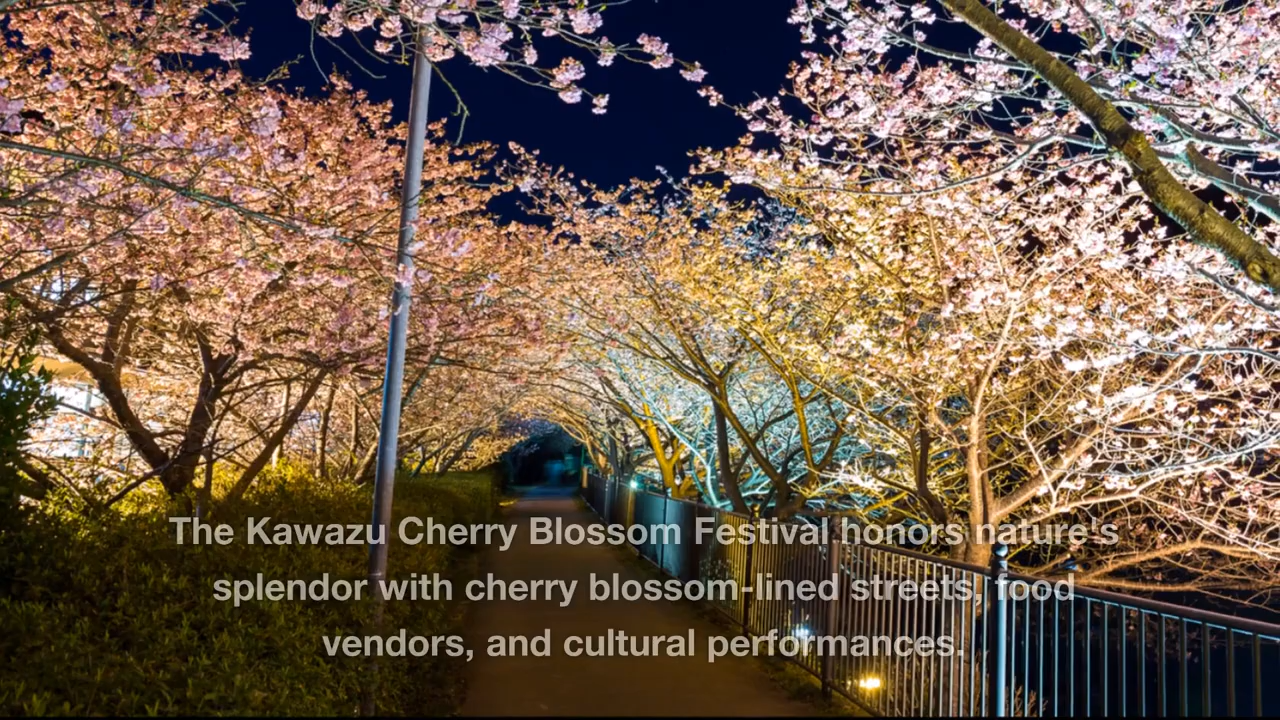 The Kawazu Cherry Blossom Festival honors nature's
splendor with cherry blossom-lined streets, food
vendors, and cultural performances.